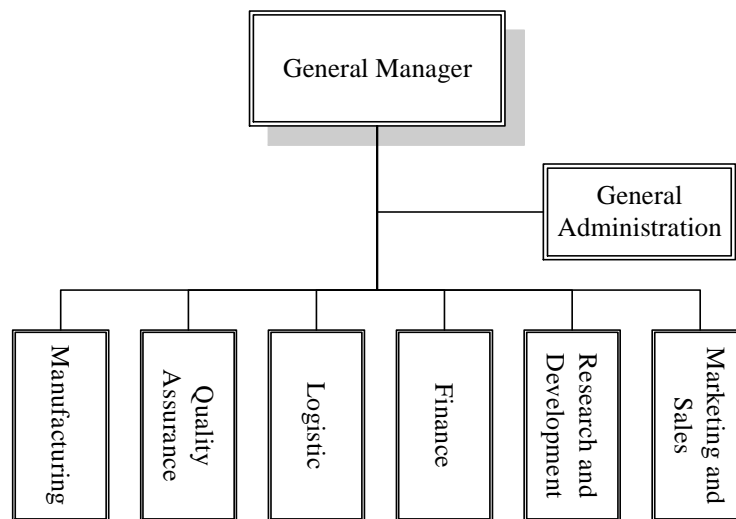 General Manager
General
Administration
Manufacturing
Quality
Assurance
Logistic
Finance
Research and
Development
Marketing and
Sales